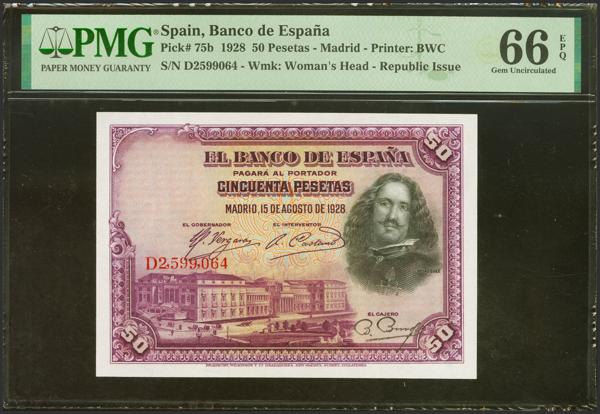 PMG
PAPER MONEY GUARANTY
Spain, Banco de España
Pick# 75b 1928 50 Pesetas - Madrid - Printer: BWC
S/N D2599064 - Wmk: Woman's Head - Republic Issue
66 EPQ
Gem Uncirculated
50
EL BANCO DE ESPAÑA
PAGARÁ AL PORTADOR
CINCUENTA PESETAS
MADRID, 15 DE AGOSTO DE 1928
EL GOBERNADOR EL INTERVENTOR
D2,599,064
EL CAJERO
50 50